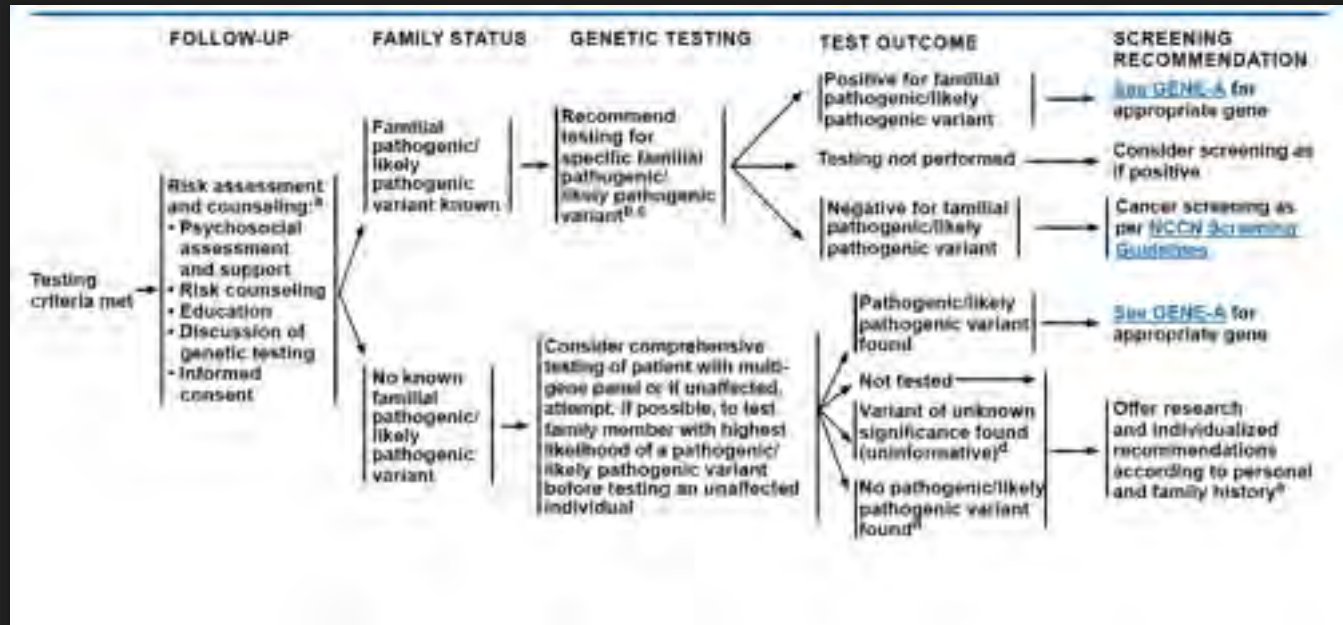 FOLLOW-UP
FAMILY STATUS
GENETIC TESTING
TEST OUTCOME
SCREENING
RECOMMENDATION
Testing
criteria met
Risk assessment
and counseling:a
• Psychosocial
assessment
and support
• Risk counseling
• Education
• Discussion of
genetic testing
• Informed
consent
Familial
pathogenic/
likely
pathogenic
variant known
Recommend
testing for
specific familial
pathogenic/
likely pathogenic
variantb,c
Positive for familial
pathogenic/likely
pathogenic variant
See GENE-A for
appropriate gene
Testing not performed
Consider screening as
if positive
Negative for familial
pathogenic/likely
pathogenic variant
Cancer screening as
per NCCN Screening
Guidelines
No known
familial
pathogenic/
likely
pathogenic
variant
Consider comprehensive
testing of patient with multi-
gene panel or if unaffected,
attempt, if possible, to test
family member with highest
likelihood of a pathogenic/
likely pathogenic variant
before testing an unaffected
individual
Pathogenic/likely
pathogenic variant
found
See GENE-A for
appropriate gene
Not tested
Variant of unknown
significance found
(uninformative)d
No pathogenic/likely
pathogenic variant
found
Offer research
and individualized
recommendations
according to personal
and family history